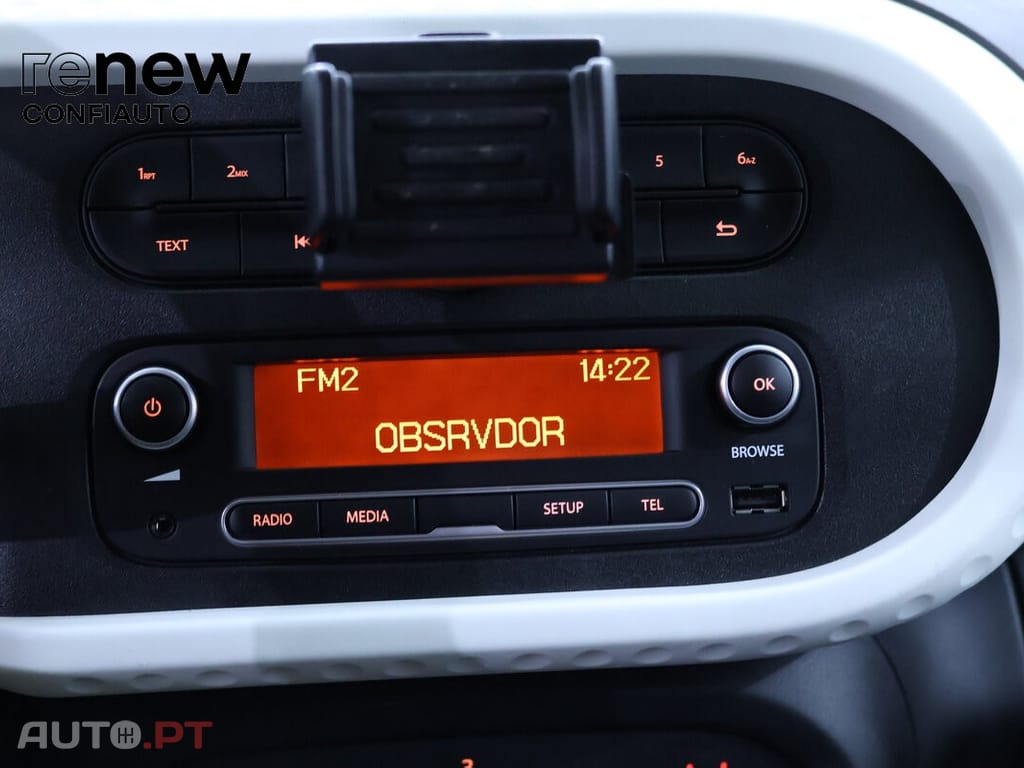 renew
CONFIAUTO
1RPT
2MIX
5
6A-Z
TEXT
FM2
14:22
OBSRVDOR
OK
BROWSE
RADIO
MEDIA
SETUP
TEL
AUTO.PT
3